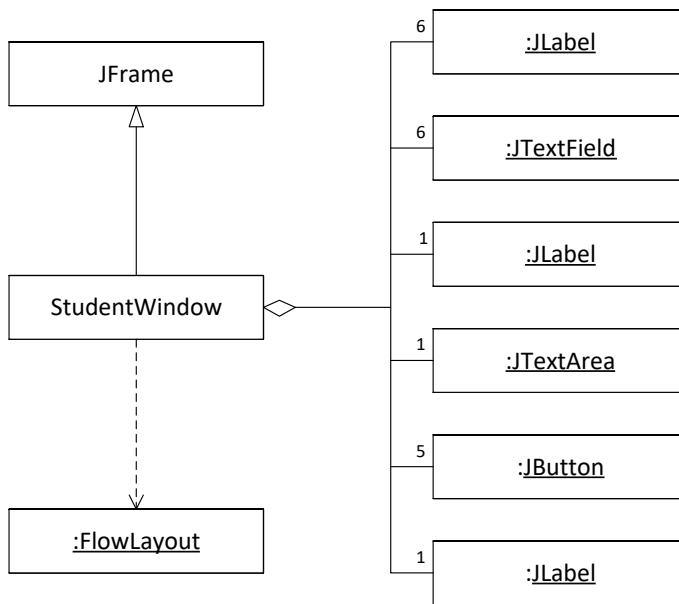 6
:JLabel
JFrame
6
:JTextField
1
:JLabel
StudentWindow
1
:JTextArea
5
:JButton
:FlowLayout
1
:JLabel